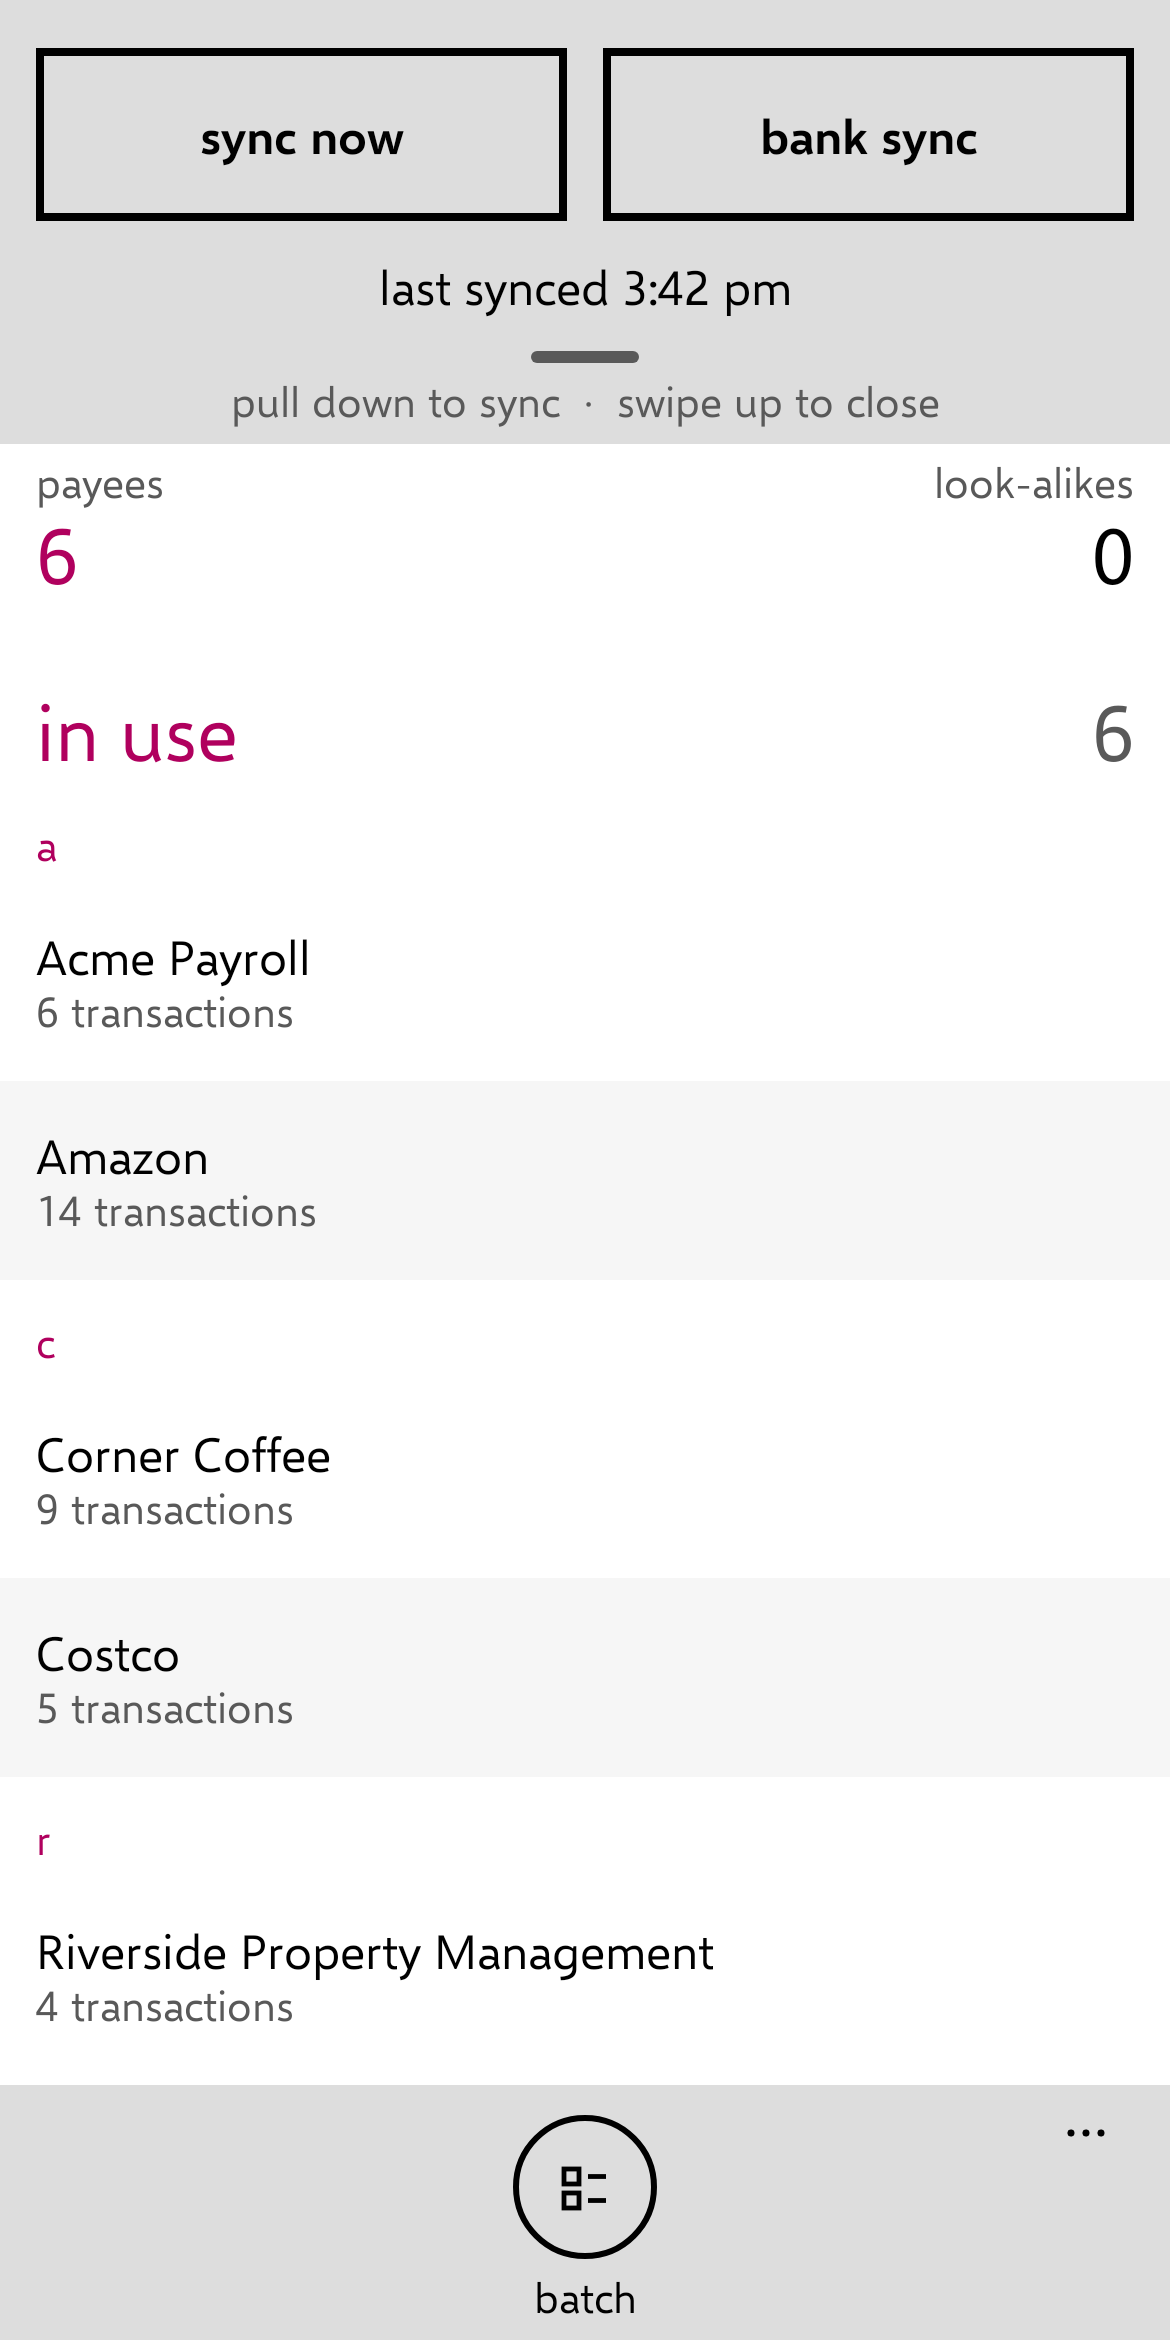 sync now
bank sync
last synced 3:42 pm
pull down to sync · swipe up to close
payees
look-alikes
6
0
in use
6
a
Acme Payroll
6 transactions
Amazon
14 transactions
c
Corner Coffee
9 transactions
Costco
5 transactions
r
Riverside Property Management
4 transactions
...
batch